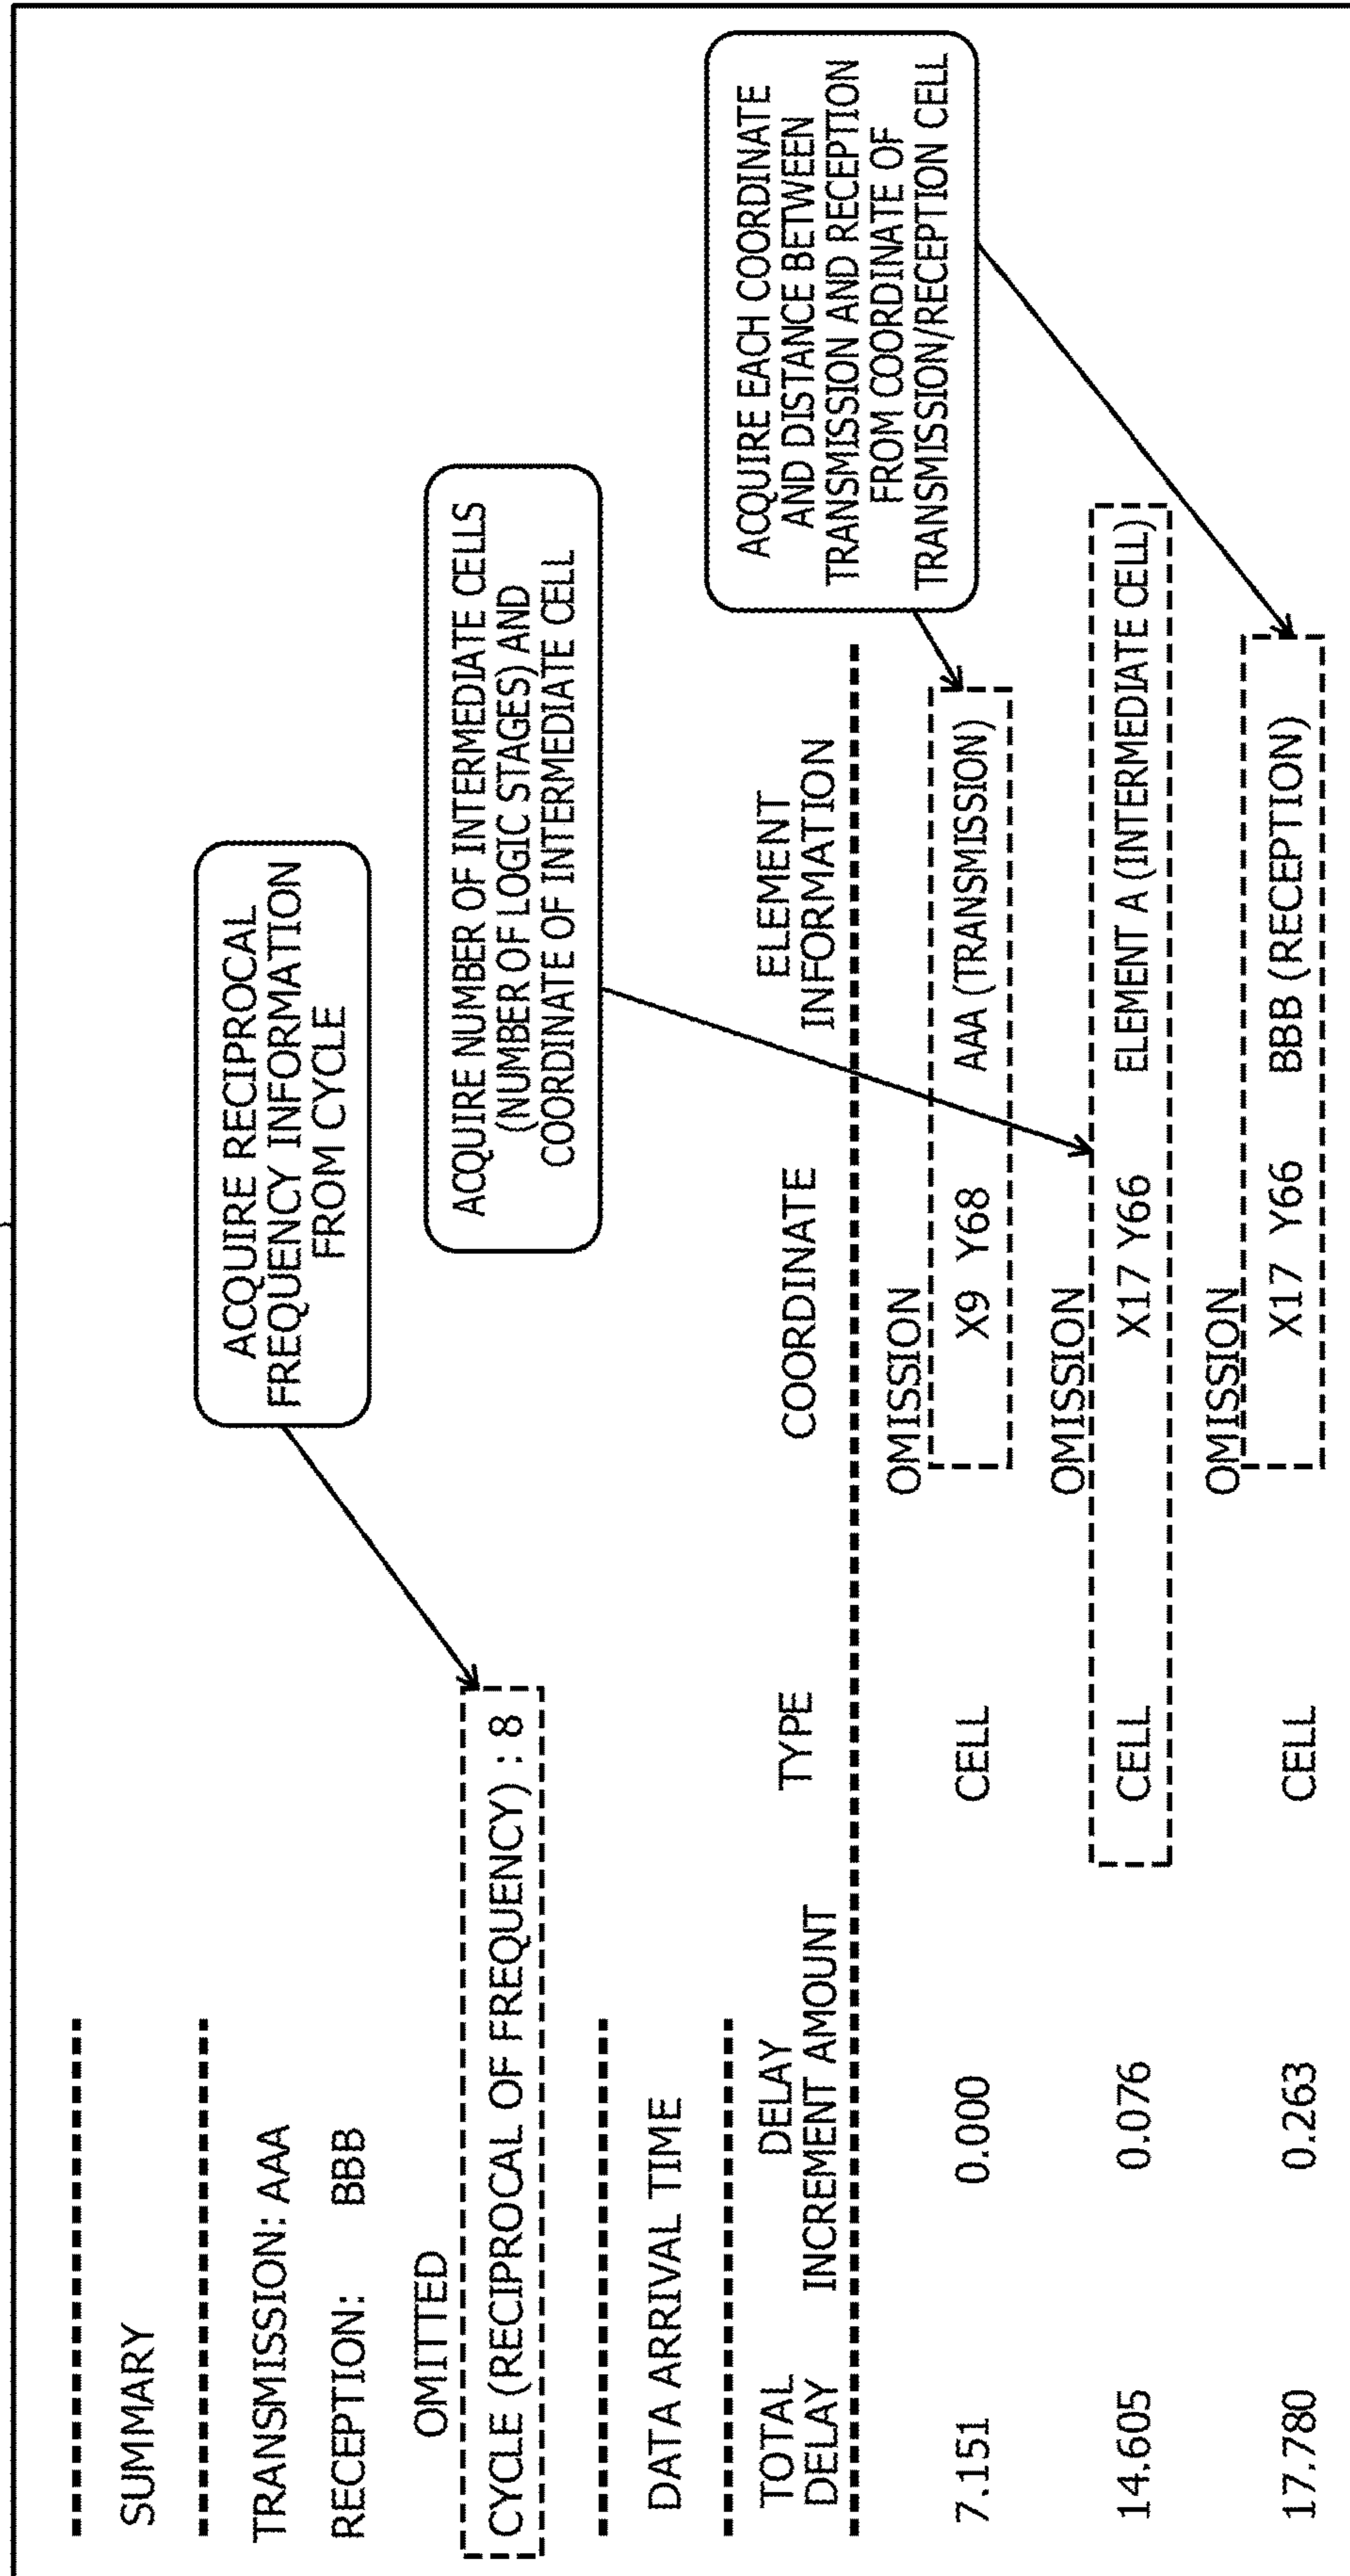 SUMMARY
TRANSMISSION: AAA
RECEPTION: BBB
OMITTED
CYCLE (RECIPROCAL OF FREQUENCY) : 8
ACQUIRE RECIPROCAL
FREQUENCY INFORMATION
FROM CYCLE
ACQUIRE NUMBER OF INTERMEDIATE CELLS
(NUMBER OF LOGIC STAGES) AND
COORDINATE OF INTERMEDIATE CELL
ACQUIRE EACH COORDINATE
AND DISTANCE BETWEEN
TRANSMISSION AND RECEPTION
FROM COORDINATE OF
TRANSMISSION/RECEPTION CELL
DATA ARRIVAL TIME
TOTAL DELAY ELEMENT
DELAY INCREMENT AMOUNT TYPE COORDINATE INFORMATION
OMISSION
7.151 0.000 CELL X9 Y68 AAA (TRANSMISSION)
OMISSION
14.605 0.076 CELL X17 Y66 ELEMENT A (INTERMEDIATE CELL)
OMISSION
17.780 0.263 CELL X17 Y66 BBB (RECEPTION)